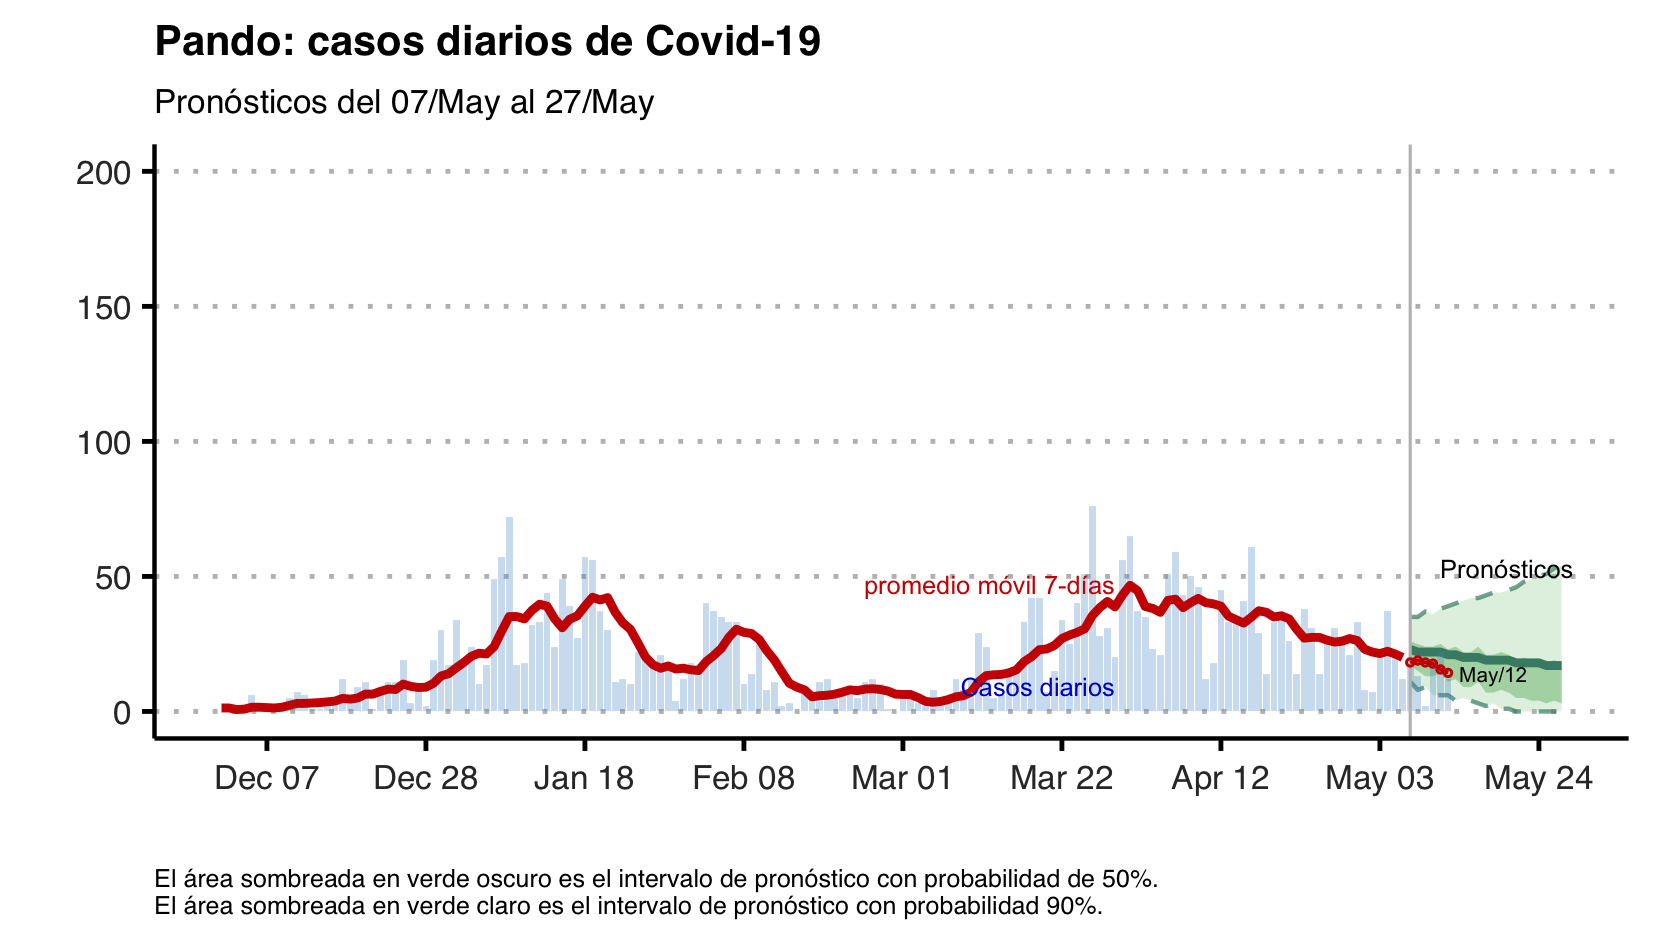 Pando: casos diarios de Covid-19
Pronósticos del 07/May al 27/May
200
150
100
50
0
Pronósticos
promedio móvil 7-días
May/12
Casos diarios
Dec 07
Dec 28
Jan 18
Feb 08
Mar 01
Mar 22
Apr 12
May 03
May 24
El área sombreada en verde oscuro es el intervalo de pronóstico con probabilidad de 50%.
El área sombreada en verde claro es el intervalo de pronóstico con probabilidad 90%.